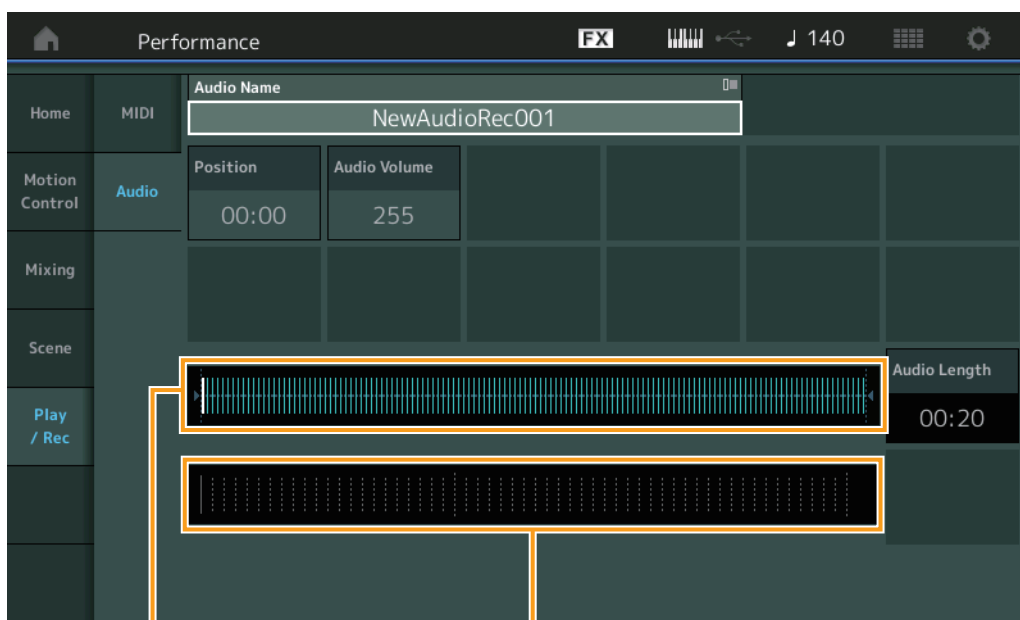 Performance
FX
♩ 140
Home
Motion
Control
Mixing
Scene
Play
/ Rec
MIDI
Audio
Audio Name
NewAudioRec001
Position
00:00
Audio Volume
255
Audio Length
00:20